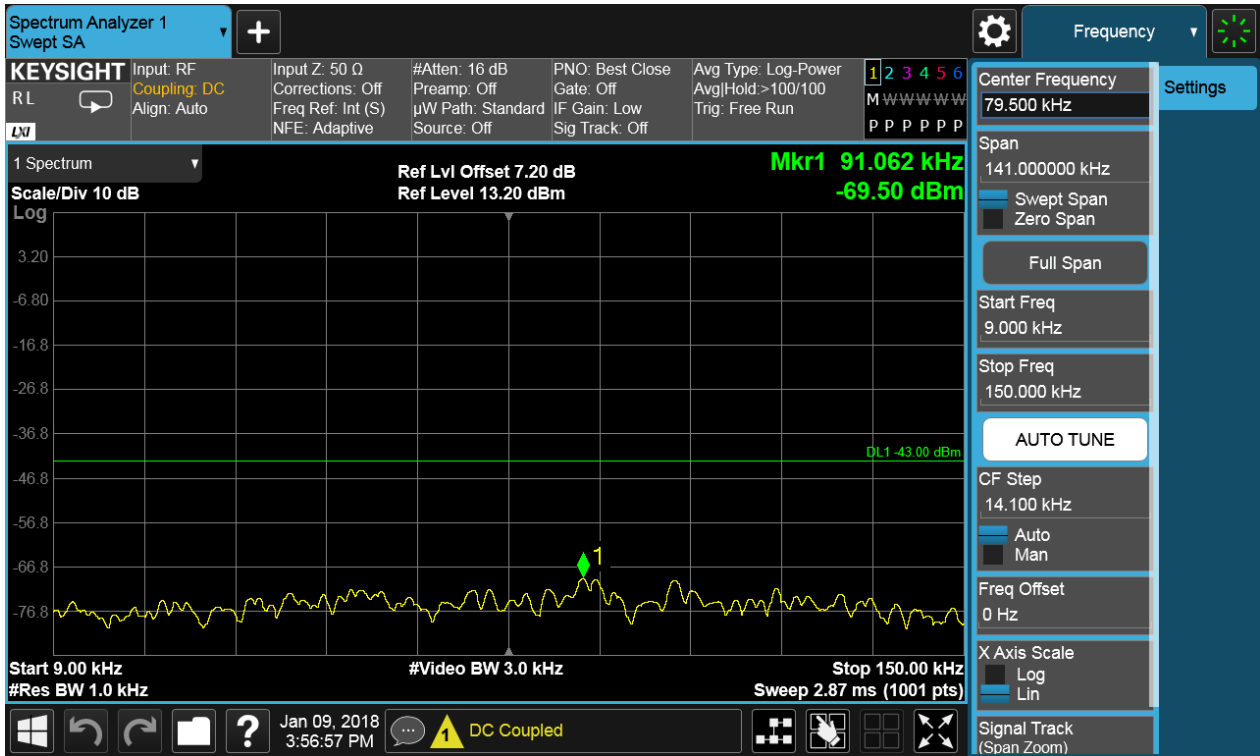 Spectrum Analyzer 1
Swept SA
Frequency
KEYSIGHT
RL
LXI
Input: RF
Coupling: DC
Align: Auto
Input Z: 50 Ω
Corrections: Off
Freq Ref: Int (S)
NFE: Adaptive
#Atten: 16 dB
Preamp: Off
µW Path: Standard
Source: Off
PNO: Best Close
Gate: Off
IF Gain: Low
Sig Track: Off
Avg Type: Log-Power
Avg|Hold:>100/100
Trig: Free Run
1 2 3 4 5 6
M W W W W W
P P P P P P
1 Spectrum
Scale/Div 10 dB
Log
Ref Lvl Offset 7.20 dB
Ref Level 13.20 dBm
Mkr1 91.062 kHz
-69.50 dBm
3.20
-6.80
-16.8
-26.8
-36.8
DL1 -43.00 dBm
-46.8
-56.8
1
-66.8
-76.8
Start 9.00 kHz
#Res BW 1.0 kHz
#Video BW 3.0 kHz
Stop 150.00 kHz
Sweep 2.87 ms (1001 pts)
Center Frequency
79.500 kHz
Span
141.000000 kHz
Swept Span
Zero Span
Full Span
Start Freq
9.000 kHz
Stop Freq
150.000 kHz
AUTO TUNE
CF Step
14.100 kHz
Auto
Man
Freq Offset
0 Hz
X Axis Scale
Log
Lin
Signal Track
(Span Zoom)
Settings
?
Jan 09, 2018
3:56:57 PM
1
DC Coupled